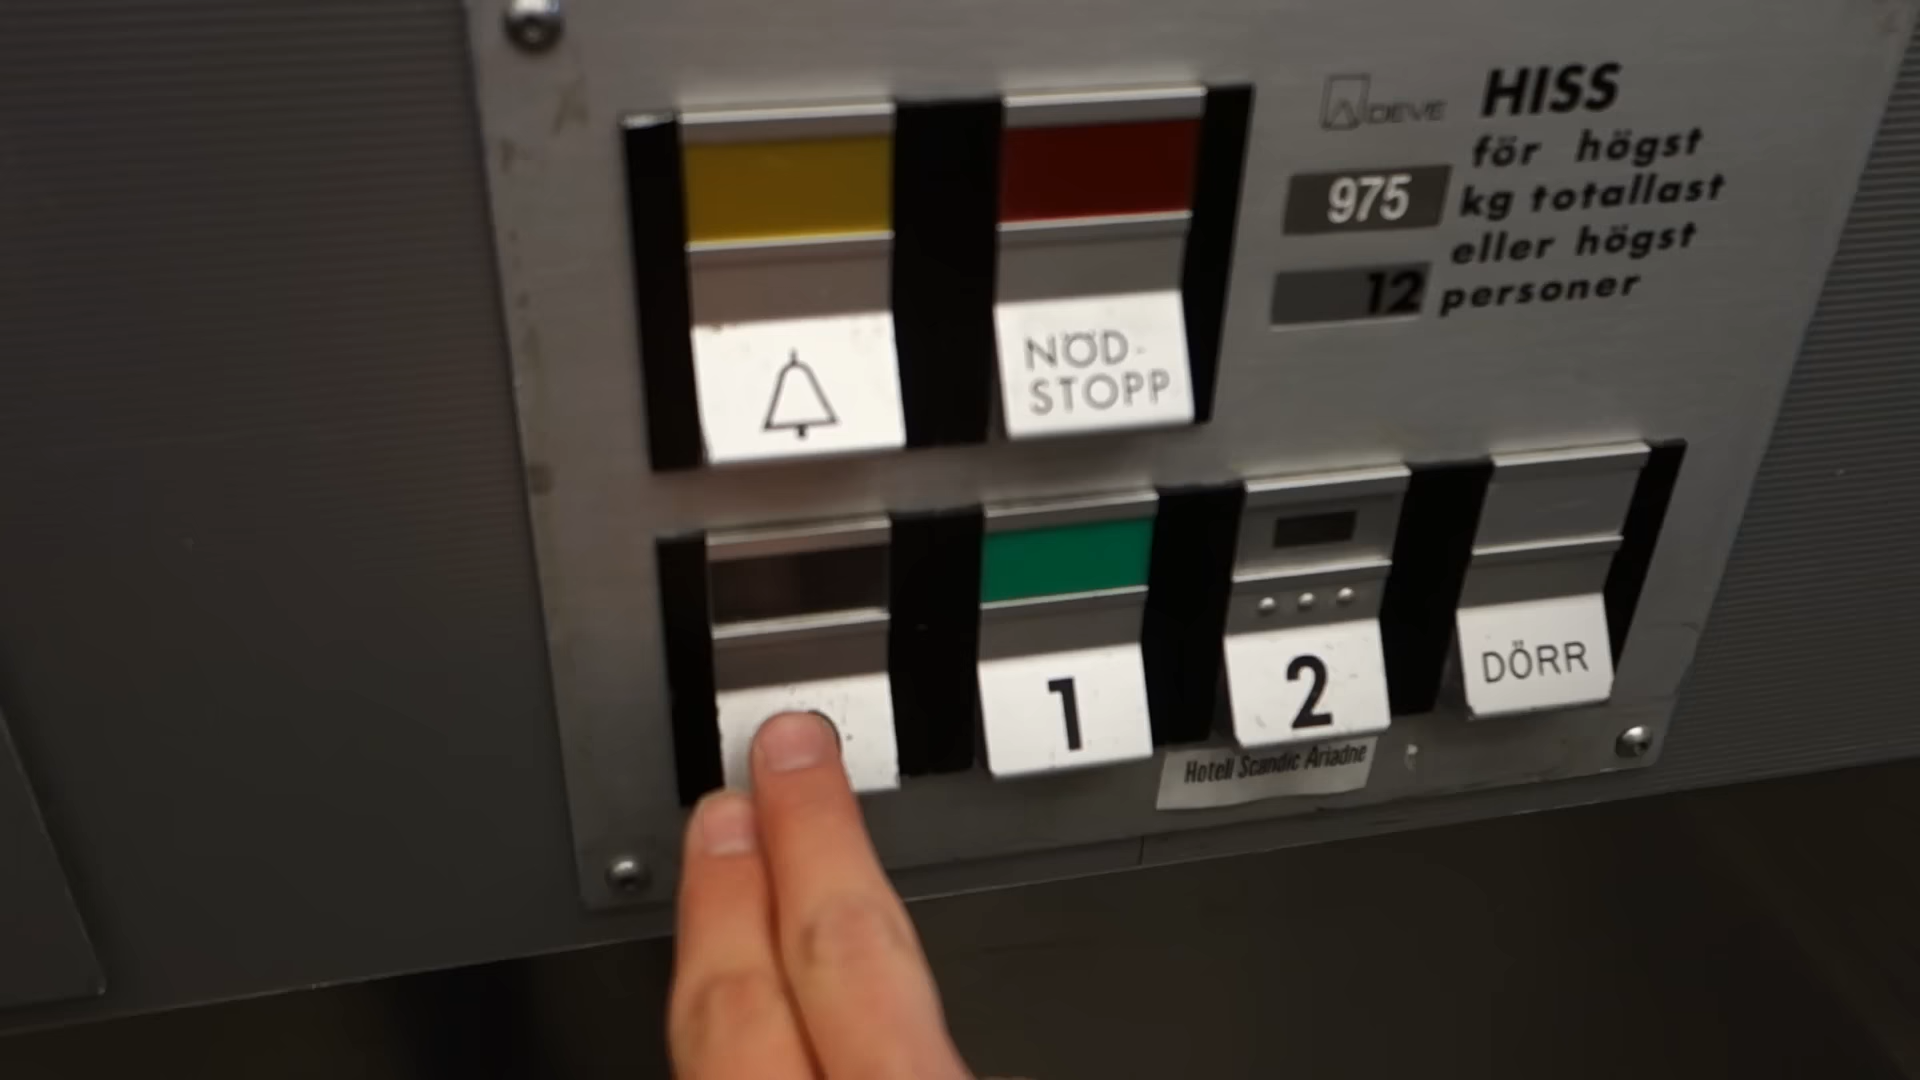 DEVE
HISS
för högst
975 kg totallast
eller högst
12 personer
NÖD-
STOPP
1
2
DÖRR
Hotell Scandic Ariadne